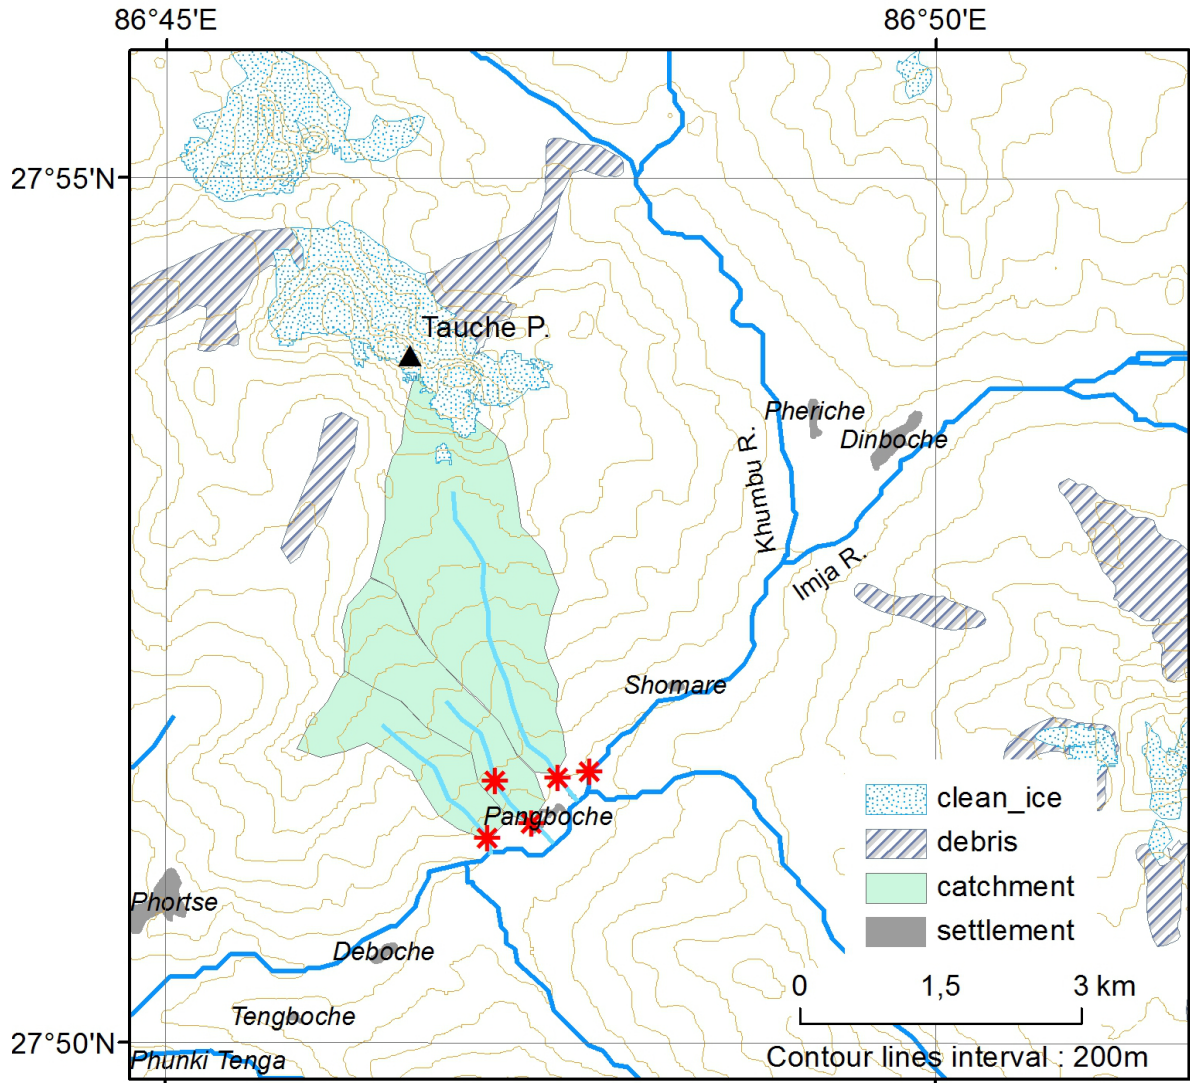 86°45'E
86°50'E
27°55'N
Tauche P.
Pheriche
Dinboche
Khumbu R.
Imja R.
Shomare
clean_ice
Pangboche
debris
catchment
Phortse
settlement
Deboche
0 1,5 3 km
Tengboche
27°50'N
Phunki Tenga
Contour lines interval : 200m